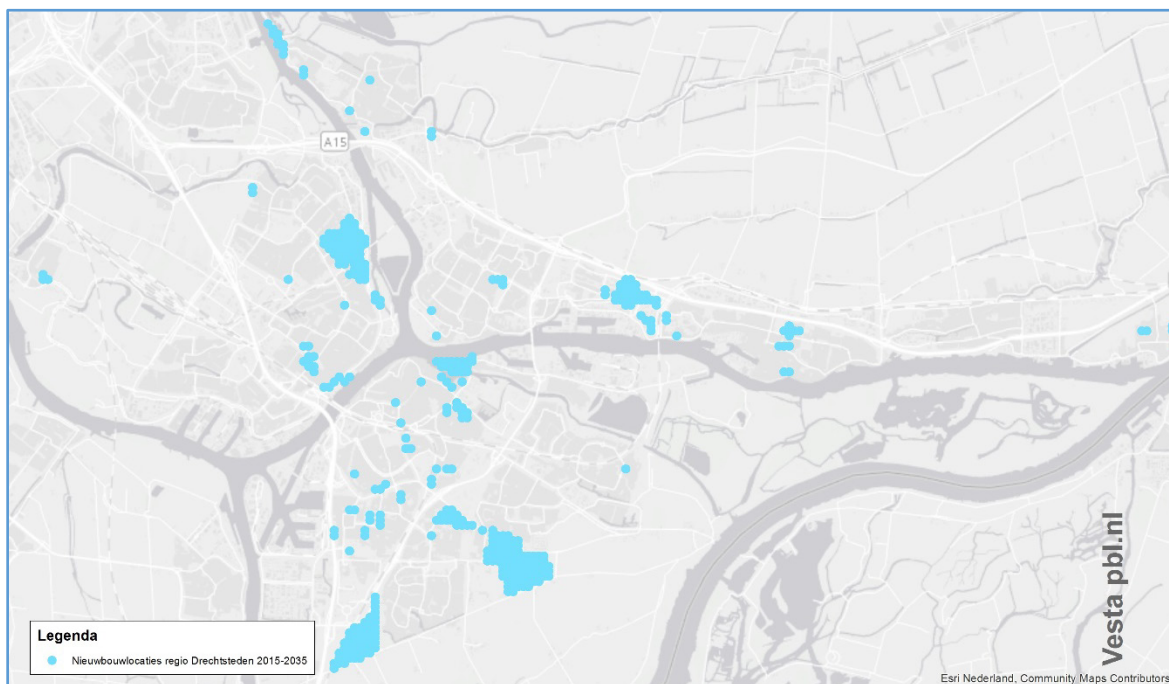 A15
Legenda
Nieuwbouwlocaties regio Drechtsteden 2015-2035
Vesta pbl.nl
Esri Nederland, Community Maps Contributors